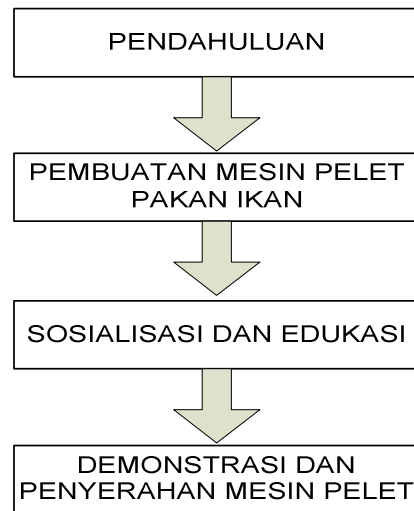 PENDAHULUAN
PEMBUATAN MESIN PELET
PAKAN IKAN
SOSIALISASI DAN EDUKASI
DEMONSTRASI DAN
PENYERAHAN MESIN PELET